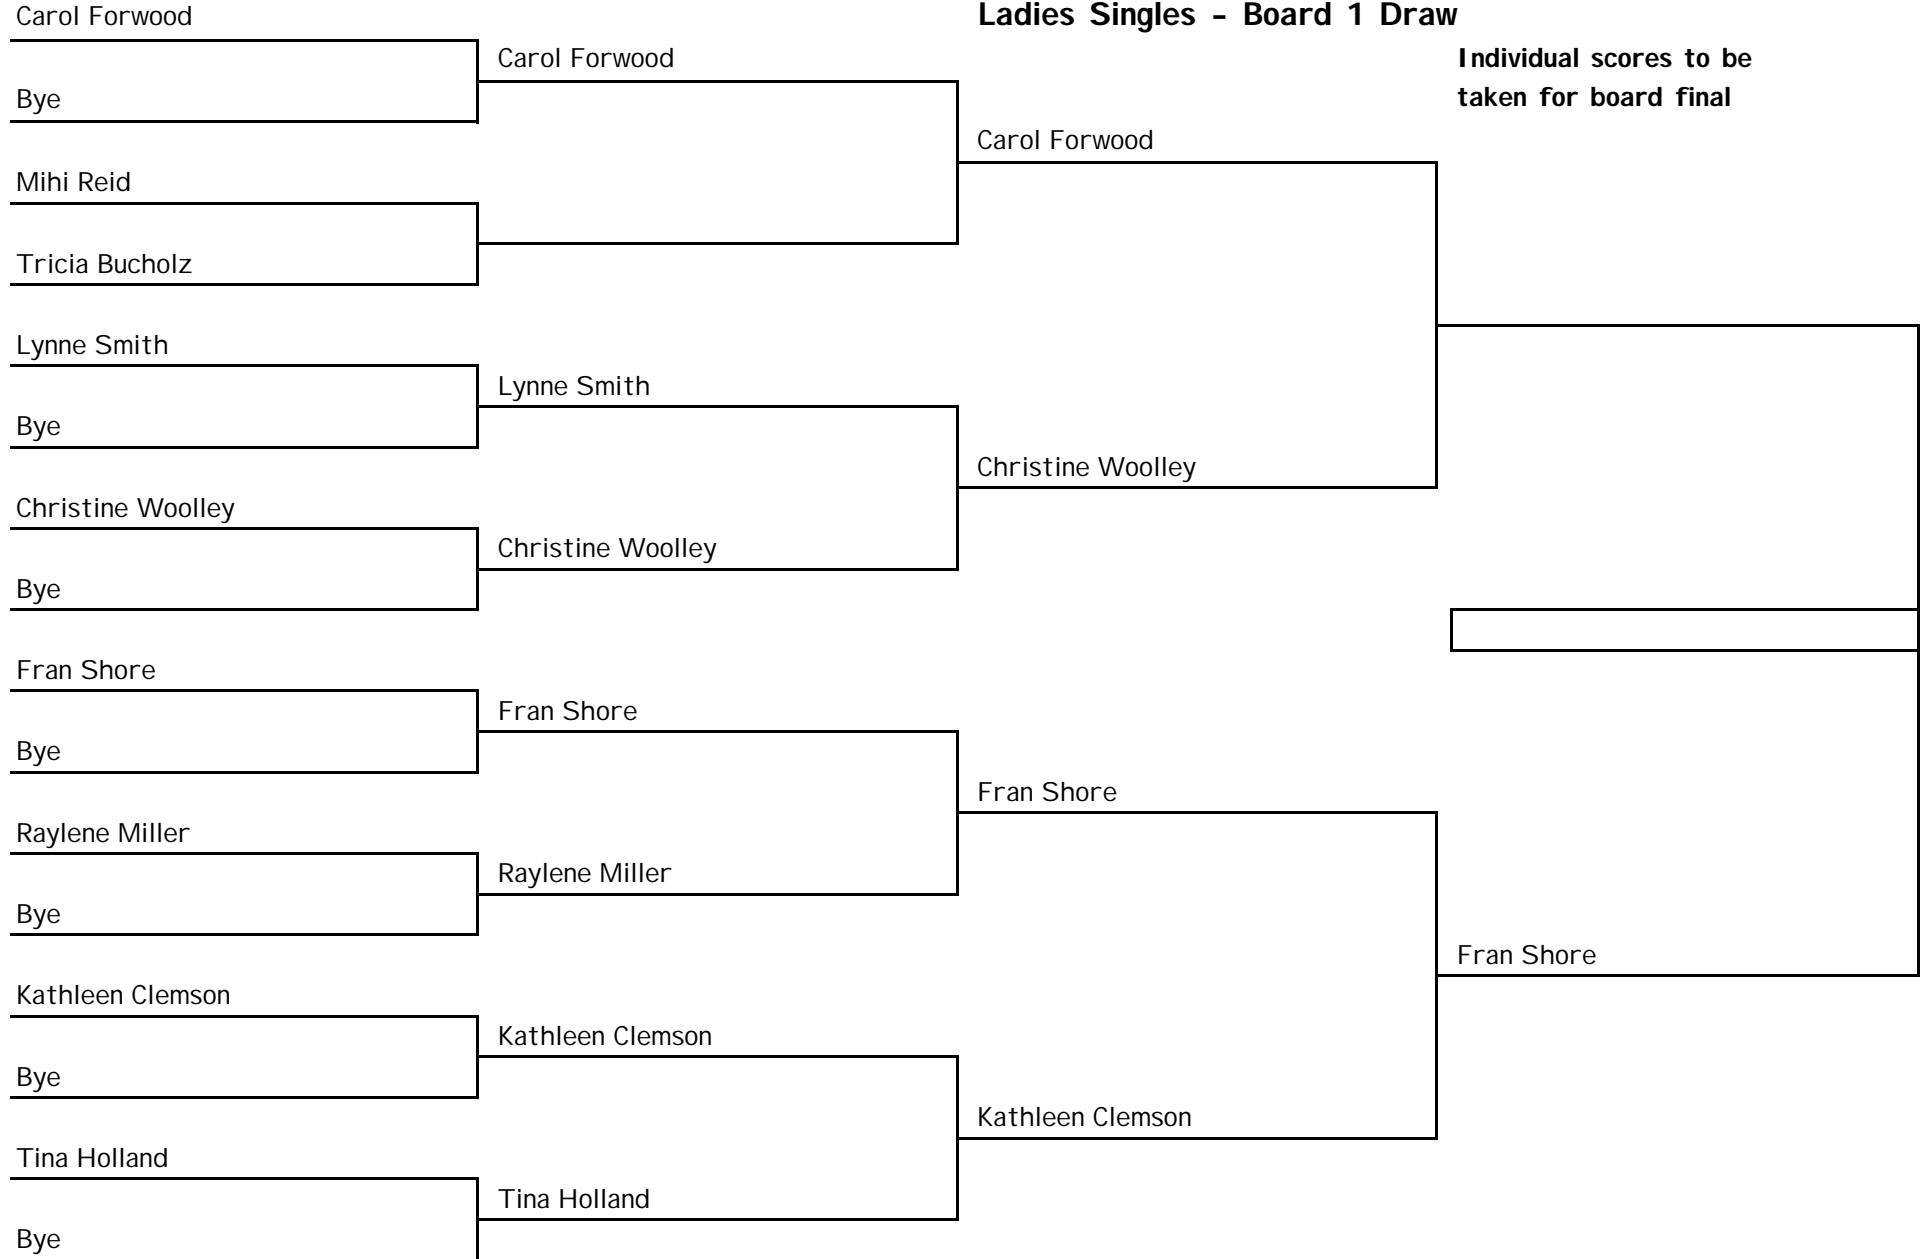 Ladies Singles - Board 1 Draw
Individual scores to be
taken for board final
Carol Forwood
Bye
Mihi Reid
Tricia Bucholz
Lynne Smith
Bye
Christine Woolley
Bye
Fran Shore
Bye
Raylene Miller
Bye
Kathleen Clemson
Bye
Tina Holland
Bye
Carol Forwood
Lynne Smith
Christine Woolley
Fran Shore
Raylene Miller
Kathleen Clemson
Tina Holland
Carol Forwood
Christine Woolley
Fran Shore
Kathleen Clemson
Fran Shore